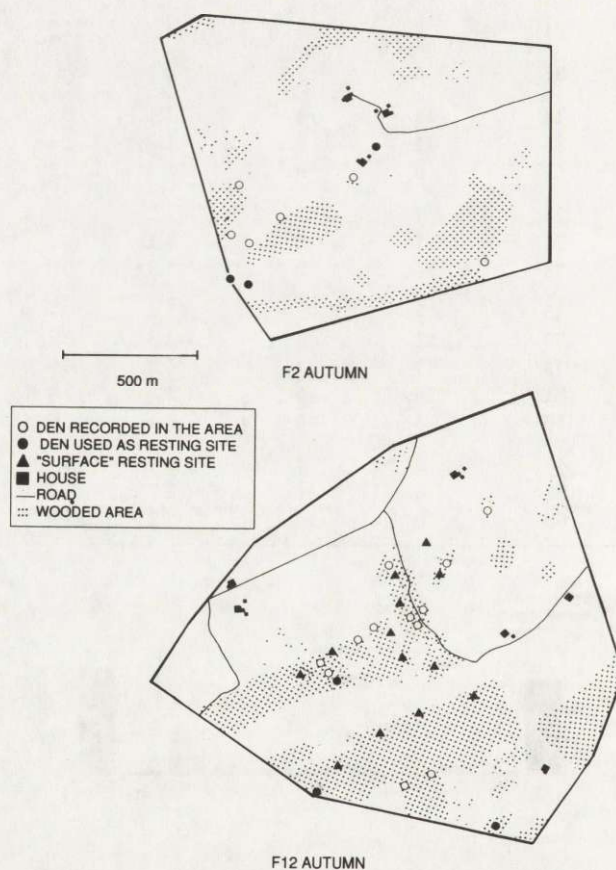 500 m
F2 AUTUMN
DEN RECORDED IN THE AREA
DEN USED AS RESTING SITE
"SURFACE" RESTING SITE
HOUSE
ROAD
WOODED AREA
F12 AUTUMN